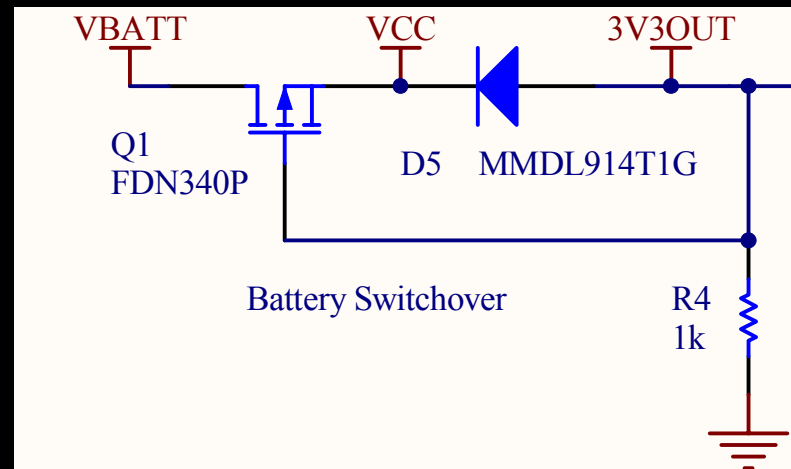 VBATT
VCC
3V3OUT
Q1
FDN340P
D5
MMDL914T1G
Battery Switchover
R4
1k